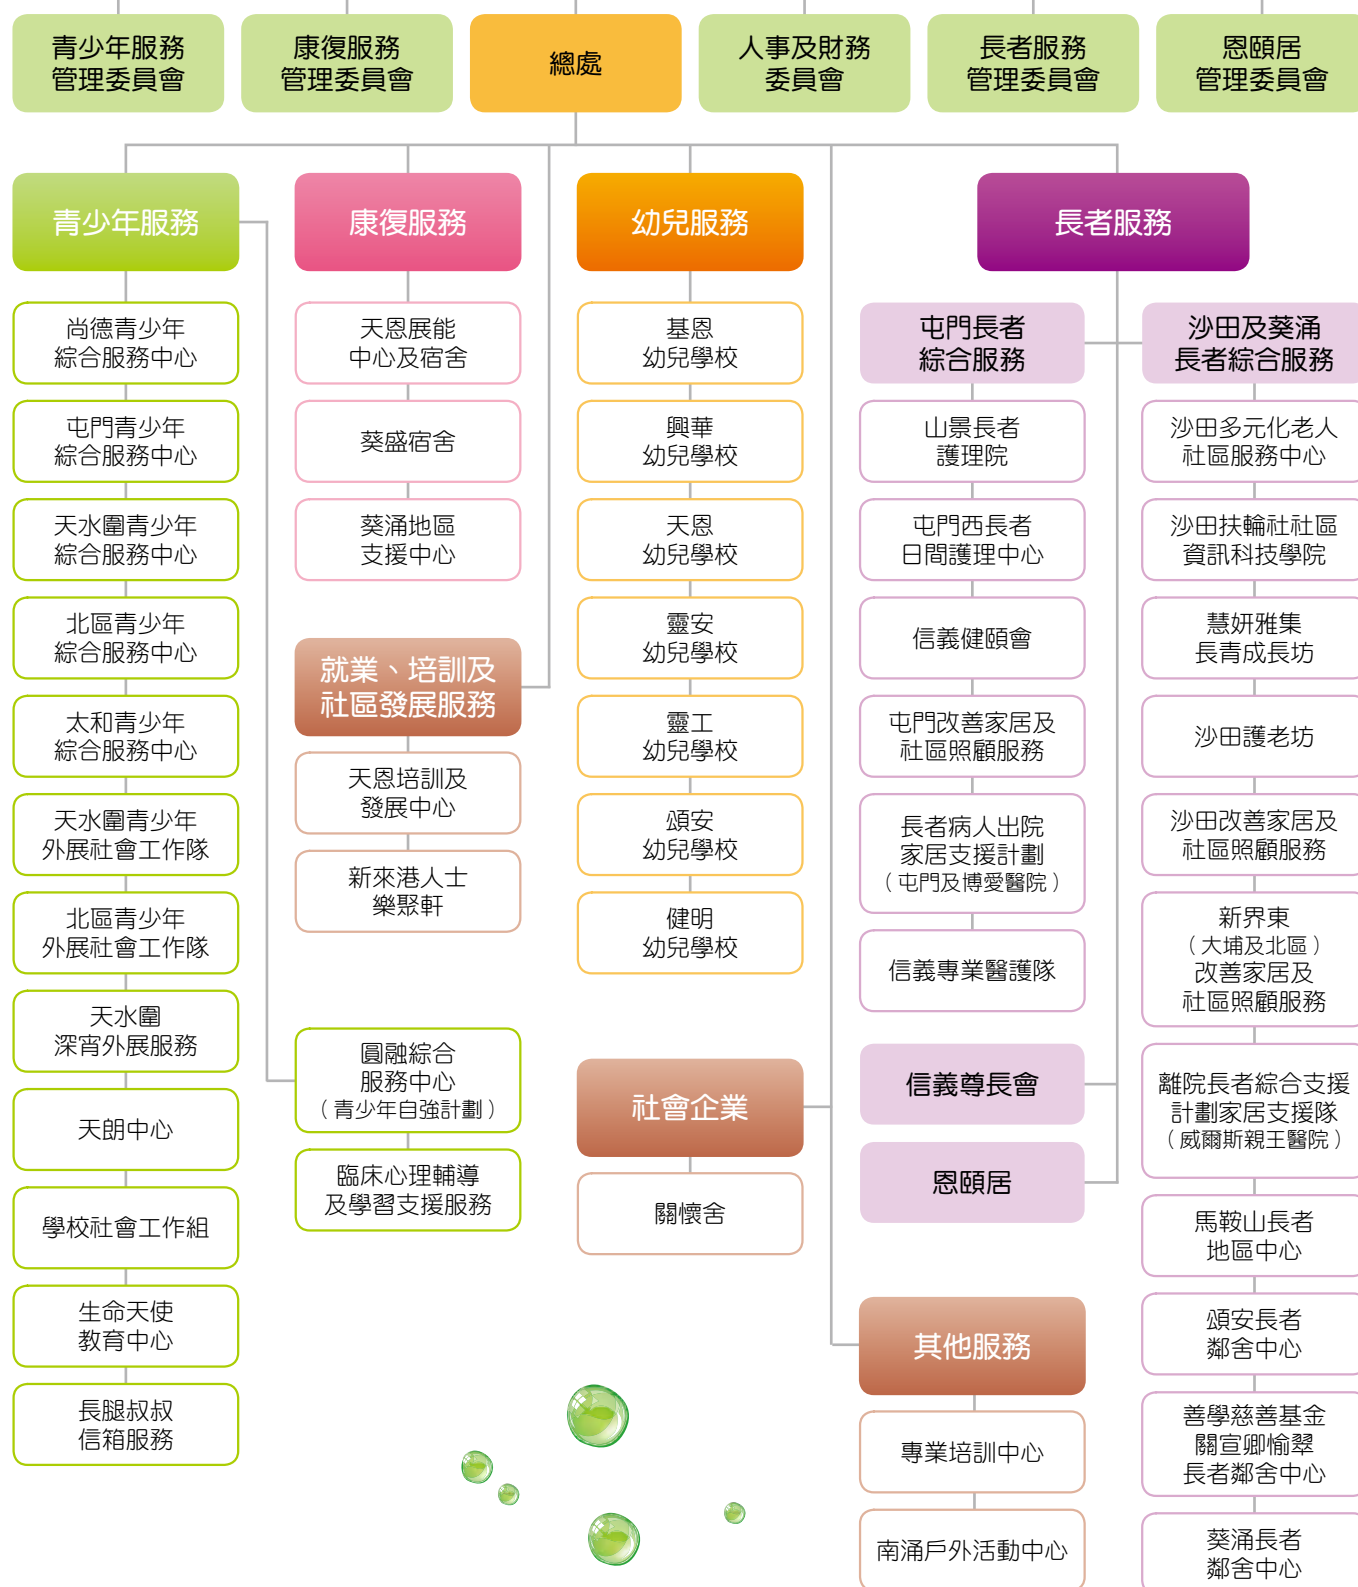 青少年服務
管理委員會
康復服務
管理委員會
總處
人事及財務
委員會
長者服務
管理委員會
恩頤居
管理委員會
青少年服務
尚德青少年
綜合服務中心
屯門青少年
綜合服務中心
天水圍青少年
綜合服務中心
北區青少年
綜合服務中心
太和青少年
綜合服務中心
天水圍青少年
外展社會工作隊
北區青少年
外展社會工作隊
天水圍
深宵外展服務
天朗中心
學校社會工作組
生命天使
教育中心
長腿叔叔
信箱服務
圓融綜合
服務中心
（青少年自強計劃）
臨床心理輔導
及學習支援服務
康復服務
天恩展能
中心及宿舍
葵盛宿舍
葵涌地區
支援中心
就業、培訓及
社區發展服務
天恩培訓及
發展中心
新來港人士
樂聚軒
幼兒服務
基恩
幼兒學校
興華
幼兒學校
天恩
幼兒學校
靈安
幼兒學校
靈工
幼兒學校
頌安
幼兒學校
健明
幼兒學校
社會企業
關懷舍
長者服務
屯門長者
綜合服務
山景長者
護理院
屯門西長者
日間護理中心
信義健頤會
屯門改善家居及
社區照顧服務
長者病人出院
家居支援計劃
（屯門及博愛醫院）
信義專業醫護隊
信義尊長會
恩頤居
沙田及葵涌
長者綜合服務
沙田多元化老人
社區服務中心
沙田扶輪社社區
資訊科技學院
慧妍雅集
長青成長坊
沙田護老坊
沙田改善家居及
社區照顧服務
新界東
（大埔及北區）
改善家居及
社區照顧服務
離院長者綜合支援
計劃家居支援隊
（威爾斯親王醫院）
馬鞍山長者
地區中心
頌安長者
鄰舍中心
善學慈善基金
關宣卿愉翠
長者鄰舍中心
葵涌長者
鄰舍中心
其他服務
專業培訓中心
南涌戶外活動中心